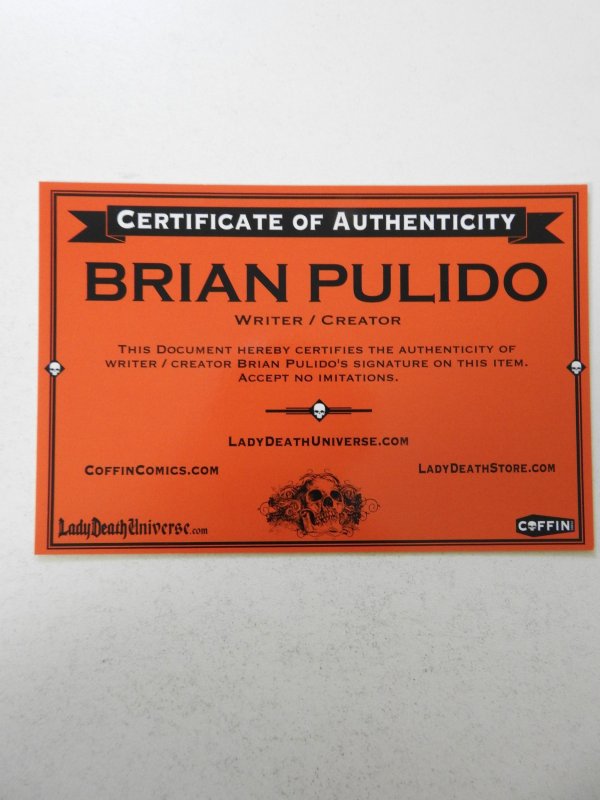 CERTIFICATE OF AUTHENTICITY
BRIAN PULIDO
WRITER / CREATOR
THIS DOCUMENT HEREBY CERTIFIES THE AUTHENTICITY OF
WRITER / CREATOR BRIAN PULIDO'S SIGNATURE ON THIS ITEM.
ACCEPT NO IMITATIONS.
LADYDEATHUNIVERSE.COM
COFFINCOMICS.COM
LADYDEATHSTORE.COM
LadyDeathUniverse.com
COFFIN